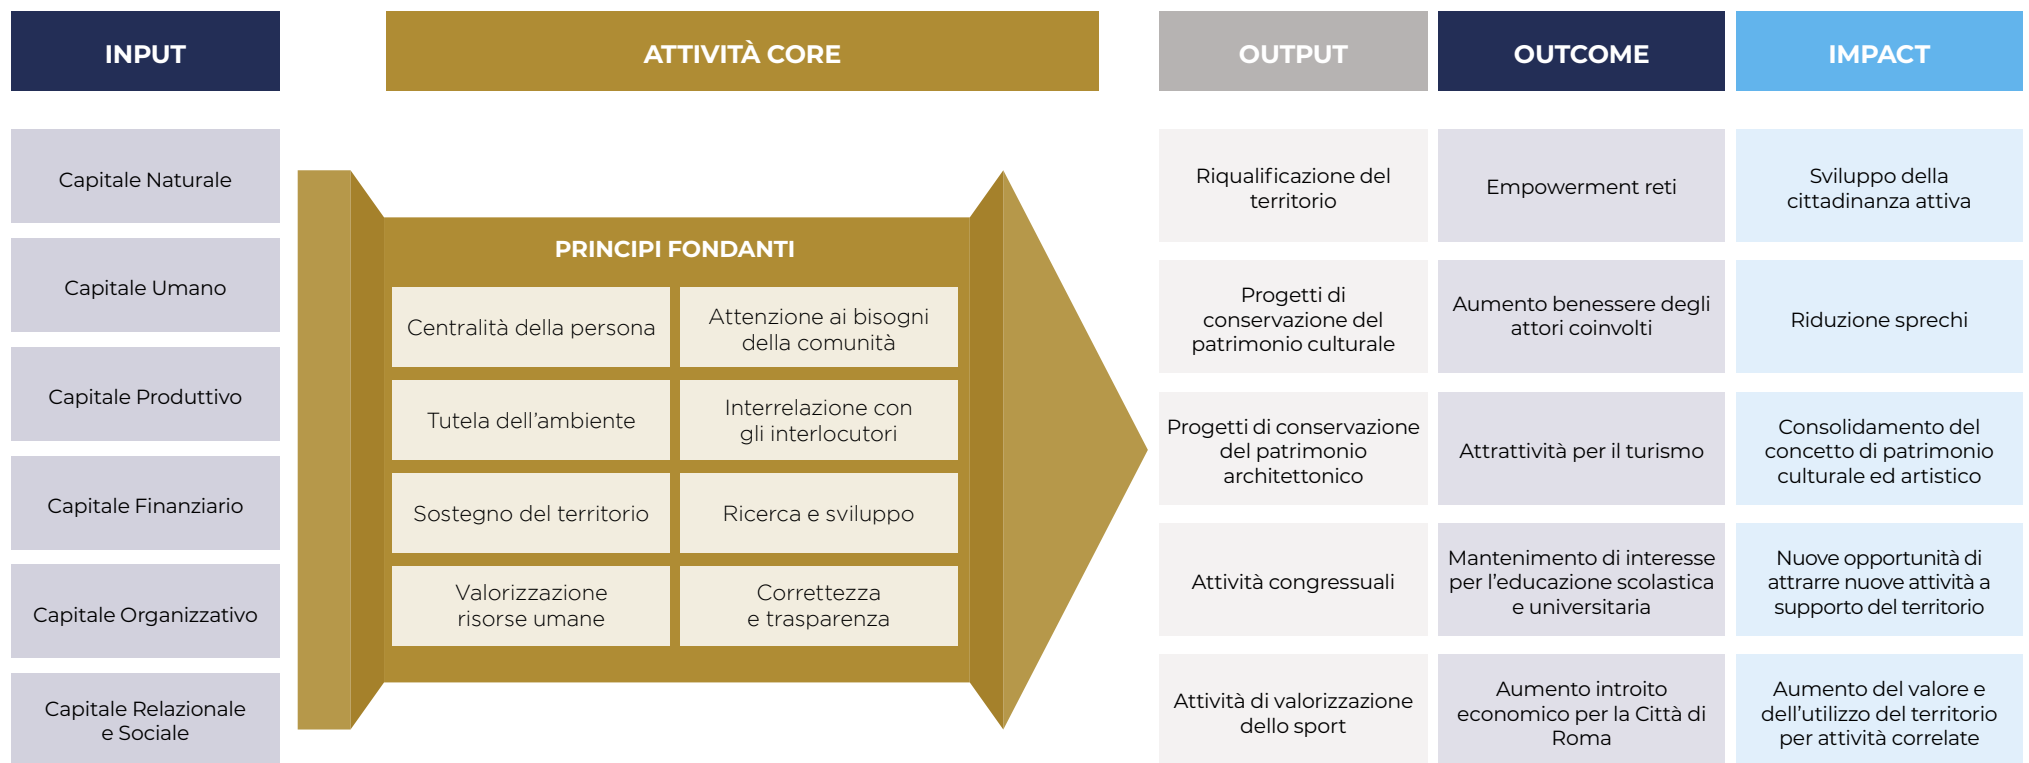 INPUT
ATTIVITÀ CORE
OUTPUT
OUTCOME
IMPACT
Capitale Naturale
Capitale Umano
Capitale Produttivo
Capitale Finanziario
Capitale Organizzativo
Capitale Relazionale
e Sociale
PRINCIPI FONDANTI
Centralità della persona
Attenzione ai bisogni
della comunità
Tutela dell’ambiente
Interrelazione con
gli interlocutori
Sostegno del territorio
Ricerca e sviluppo
Valorizzazione
risorse umane
Correttezza
e trasparenza
Riqualificazione del
territorio
Empowerment reti
Sviluppo della
cittadinanza attiva
Progetti di
conservazione del
patrimonio culturale
Aumento benessere degli
attori coinvolti
Riduzione sprechi
Progetti di conservazione
del patrimonio
architettonico
Attrattività per il turismo
Consolidamento del
concetto di patrimonio
culturale ed artistico
Attività congressuali
Mantenimento di interesse
per l’educazione scolastica
e universitaria
Nuove opportunità di
attrarre nuove attività a
supporto del territorio
Attività di valorizzazione
dello sport
Aumento introito
economico per la Città di
Roma
Aumento del valore e
dell’utilizzo del territorio
per attività correlate